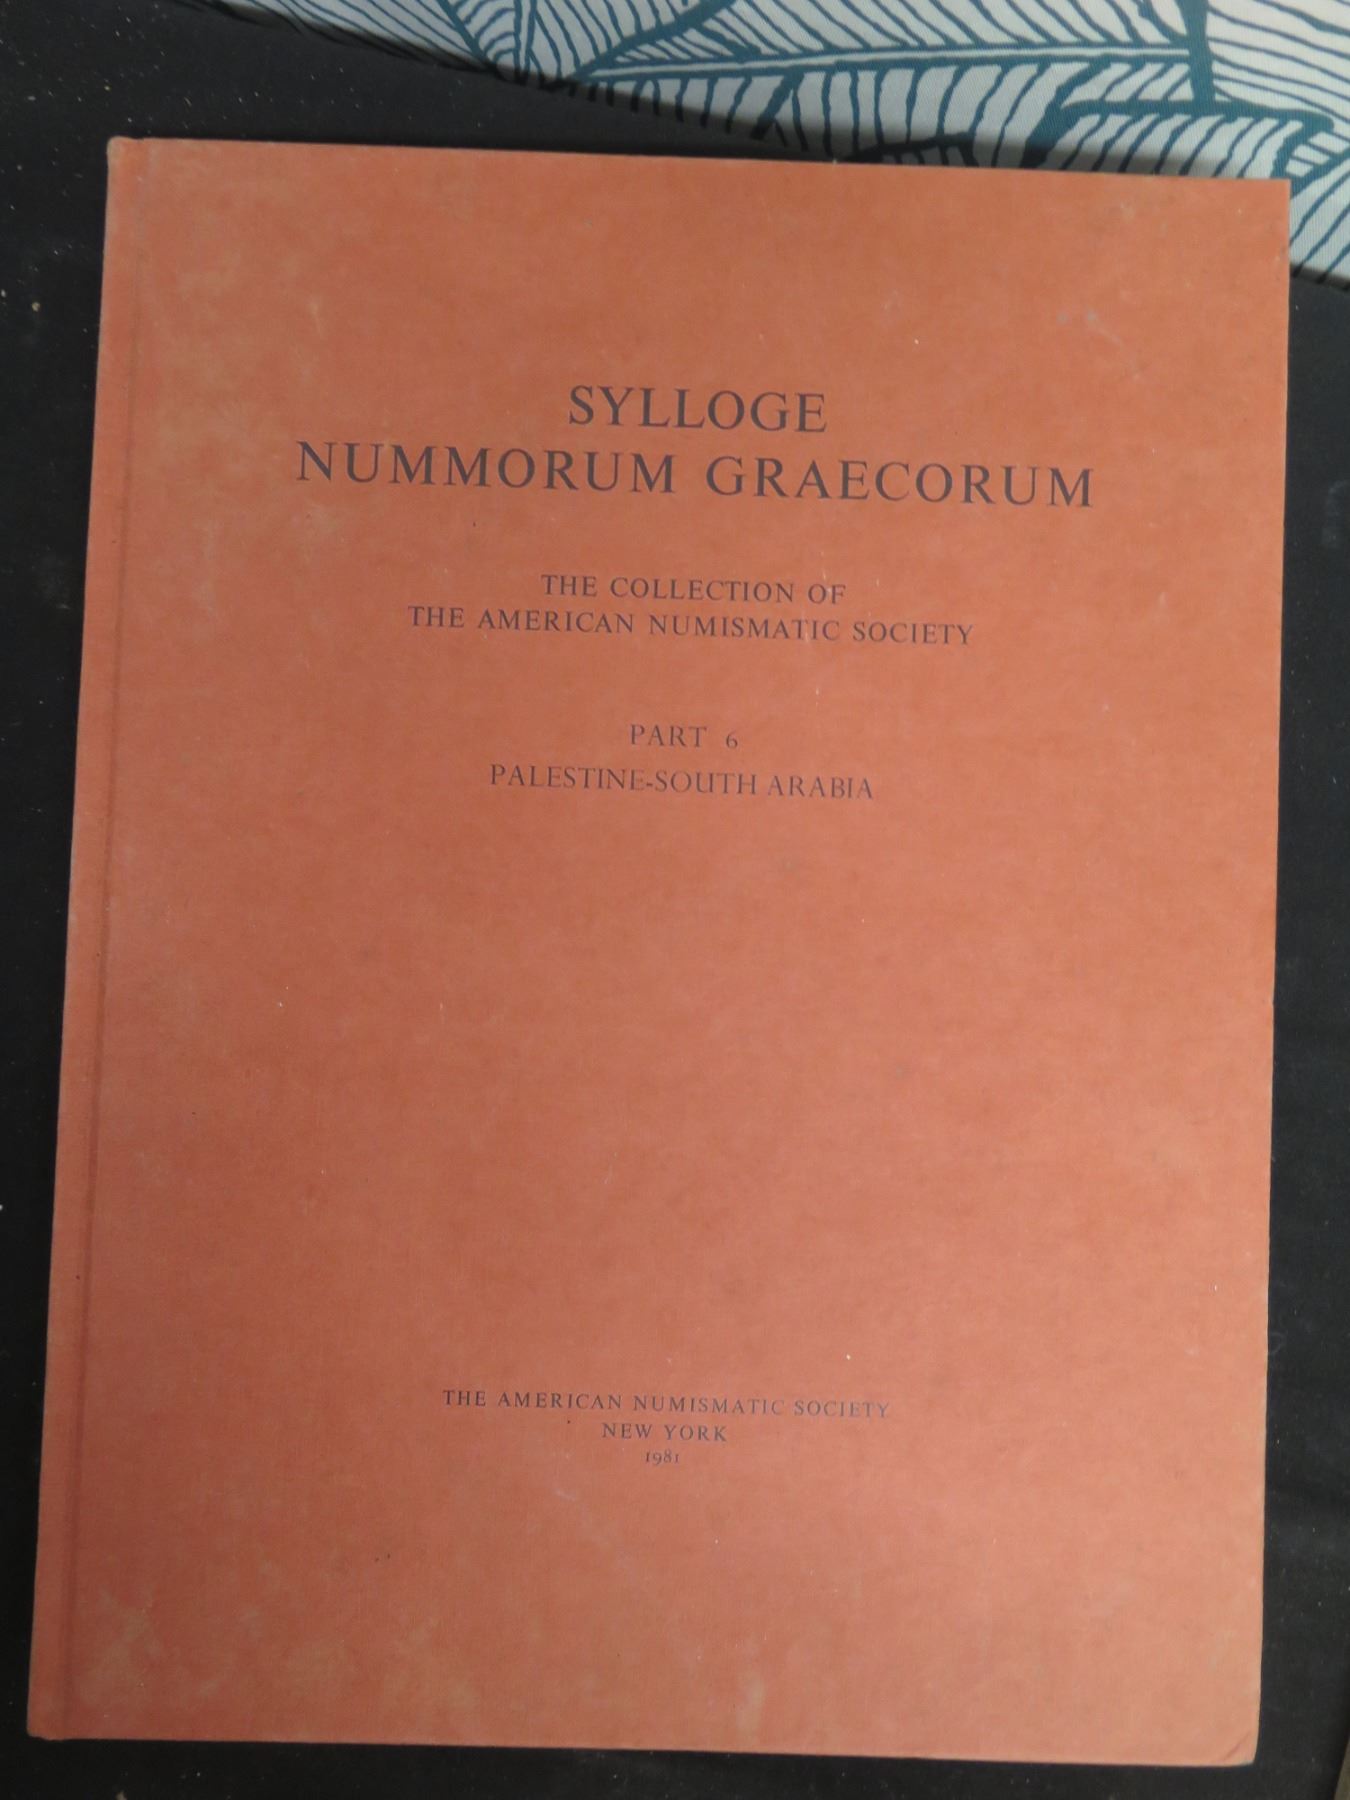 SYLLOGE
NUMMORUM GRAECORUM
THE COLLECTION OF
THE AMERICAN NUMISMATIC SOCIETY
PART 6
PALESTINE-SOUTH ARABIA
THE AMERICAN NUMISMATIC SOCIETY
NEW YORK
1981